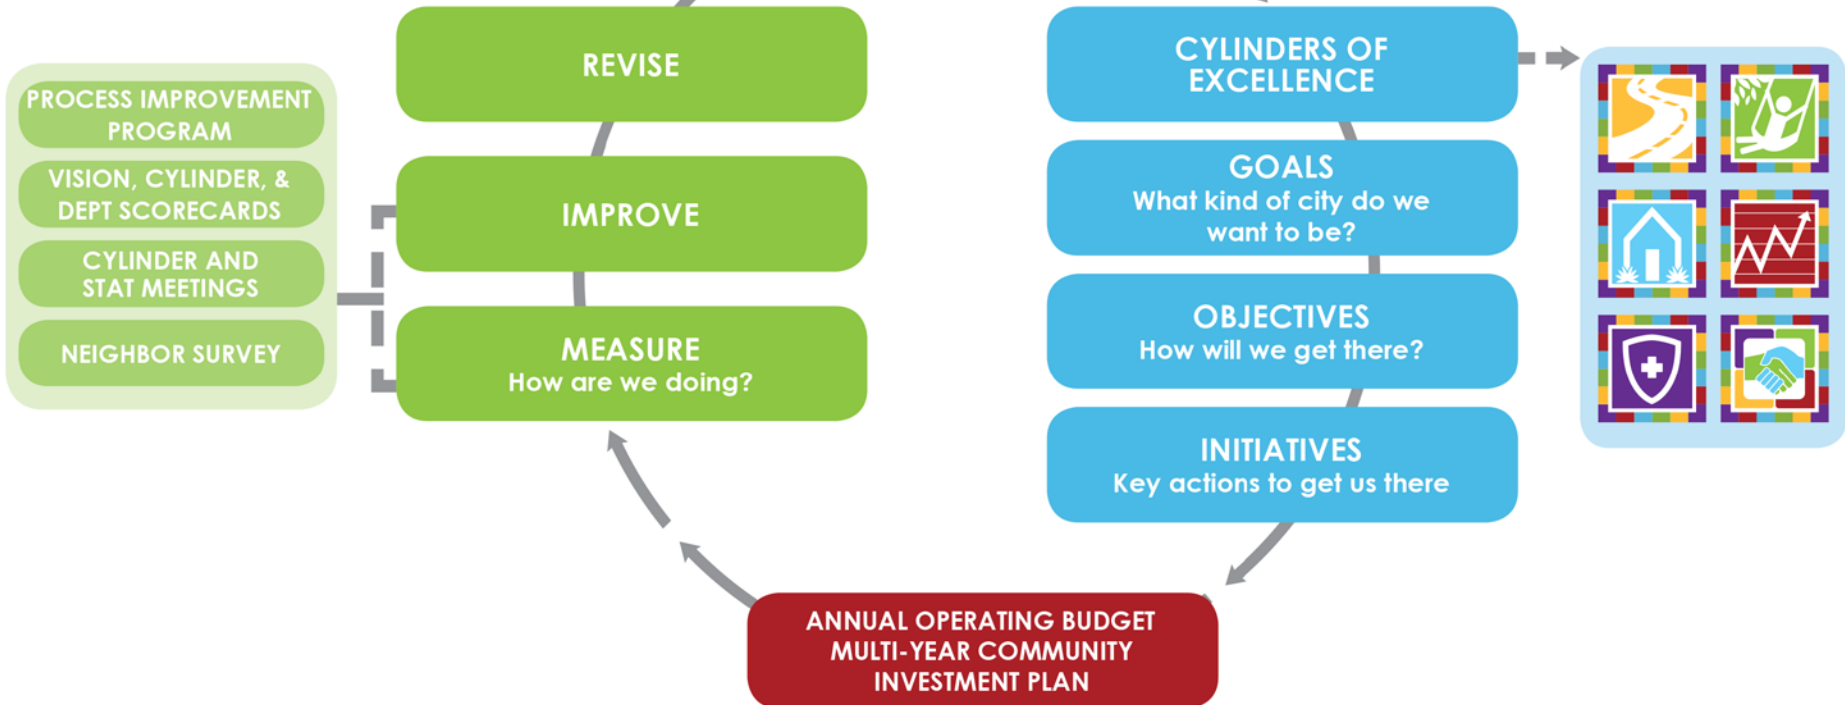 PROCESS IMPROVEMENT
PROGRAM
VISION, CYLINDER, &
DEPT SCORECARDS
CYLINDER AND
STAT MEETINGS
NEIGHBOR SURVEY
REVISE
IMPROVE
MEASURE
How are we doing?
CYLINDERS OF
EXCELLENCE
GOALS
What kind of city do we
want to be?
OBJECTIVES
How will we get there?
INITIATIVES
Key actions to get us there
ANNUAL OPERATING BUDGET
MULTI-YEAR COMMUNITY
INVESTMENT PLAN